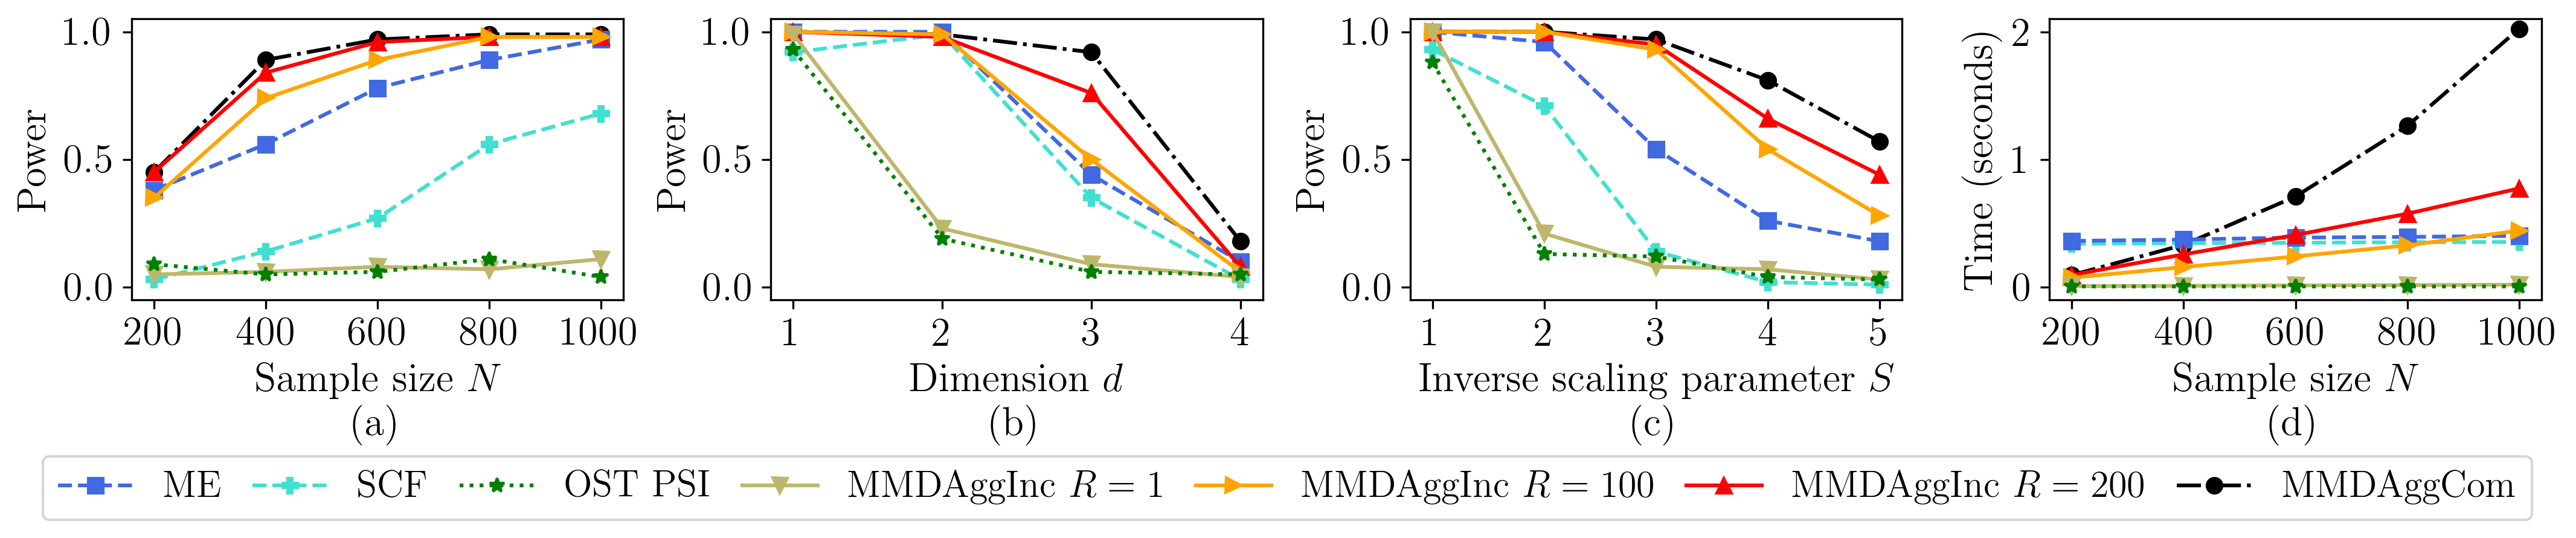 Power
1.0
0.5
0.0
200 400 600 800 1000
Sample size N
(a)
Power
1.0
0.5
0.0
1 2 3 4
Dimension d
(b)
Power
1.0
0.5
0.0
1 2 3 4 5
Inverse scaling parameter S
(c)
Time (seconds)
2
1
0
200 400 600 800 1000
Sample size N
(d)
ME SCF OST PSI MMDAggInc R = 1 MMDAggInc R = 100 MMDAggInc R = 200 MMDAggCom